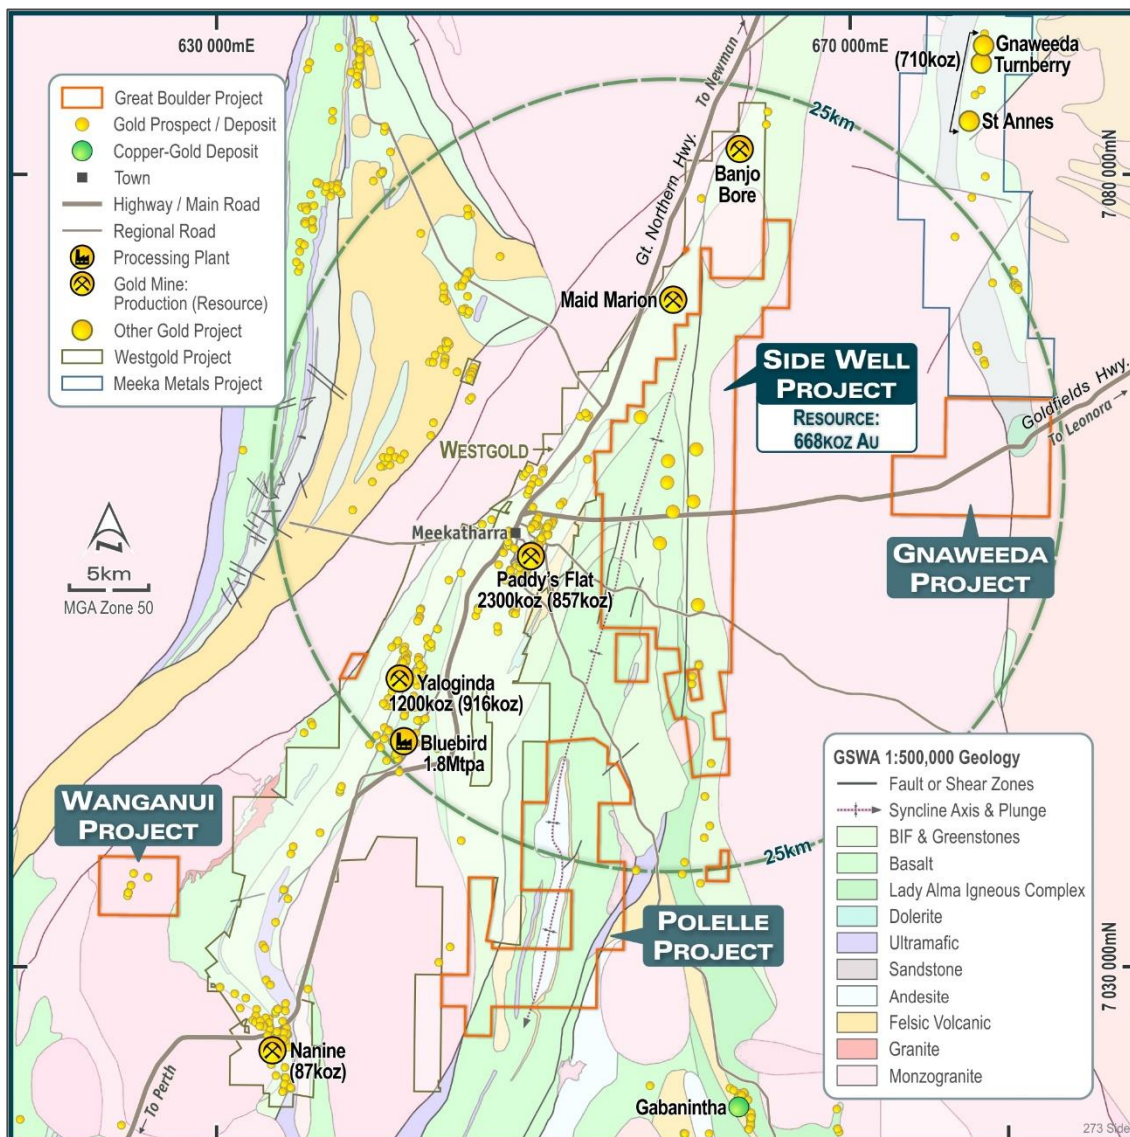 630 000mE
670 000mE
To Newman
Great Boulder Project
Gold Prospect / Deposit
Copper-Gold Deposit
Town
Highway / Main Road
Regional Road
Processing Plant
Gold Mine:
Production (Resource)
Other Gold Project
Westgold Project
Meeka Metals Project
Gnaweeda
(710koz)
Turnberry
St Annes
25km
Banjo
Bore
7 080 000mN
Gt. Northern Hwy.
Maid Marion
SIDE WELL
PROJECT
RESOURCE:
668KOZ AU
Goldfields Hwy.
To Leonora
WESTGOLD
Meekatharra
5km
MGA Zone 50
Paddy's Flat
2300koz (857koz)
GNAWEEDA
PROJECT
Yaloginda
1200koz (916koz)
Bluebird
1.8Mtpa
WANGANUI
PROJECT
25km
POLELLE
PROJECT
GSWA 1:500,000 Geology
Fault or Shear Zones
Syncline Axis & Plunge
BIF & Greenstones
Basalt
Lady Alma Igneous Complex
Dolerite
Ultramafic
Sandstone
Andesite
Felsic Volcanic
Granite
Monzogranite
7 030 000mN
Nanine
(87koz)
To Perth
Gabanintha
273 Side